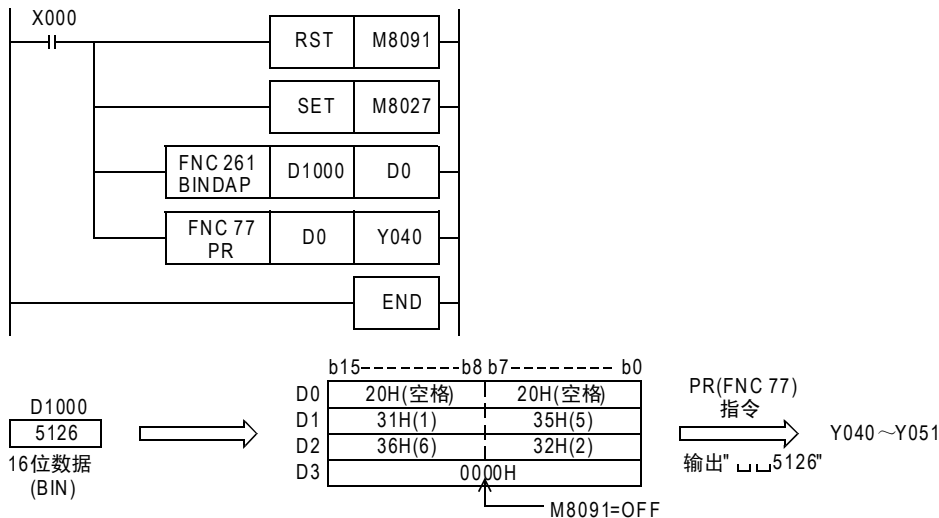 X000
RST M8091
SET M8027
FNC 261 BINDAP D1000 D0
FNC 77 PR D0 Y040
END
b15 b8 b7 b0
D0 20H(空格) 20H(空格)
D1 31H(1) 35H(5)
D2 36H(6) 32H(2)
D3 0000H
M8091=OFF
D1000
5126
16位数据
(BIN)
PR(FNC 77)
指令
输出"␣␣5126"
Y040～Y051